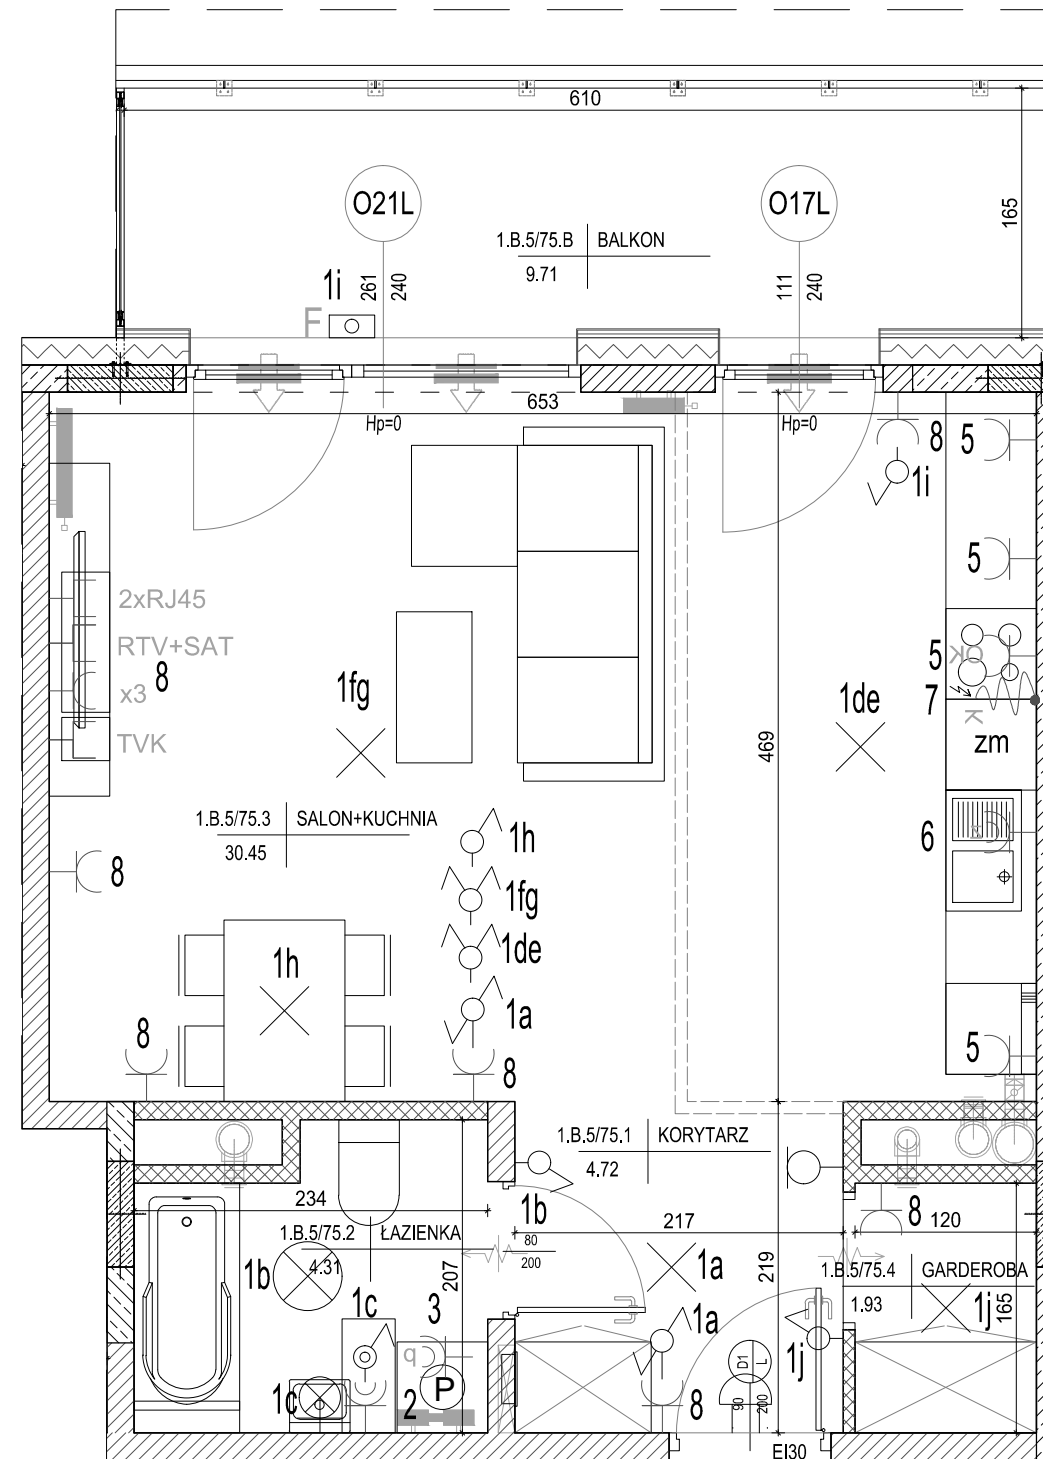 610
O21L
O17L
165
1.B.5/75.B BALKON
9.71
261
240
111
240
1i
F
653
Hp=0
Hp=0
8
5
1i
5
2xRJ45
RTV+SAT
x3
8
TVK
1fg
1de
5
OK
7
K
zm
469
1.B.5/75.3 SALON+KUCHNIA
30.45
1h
6
8
1fg
1de
1h
1a
8
8
5
1.B.5/75.1 KORYTARZ
4.72
234
1b
217
8
120
1.B.5/75.2 ŁAZIENKA
4.31
80
200
1b
207
1a
219
1.B.5/75.4 GARDEROBA
1.93
1j
165
1c
3
1a
1j
q
P
D1
L
1c
2
8
90
200
EI30